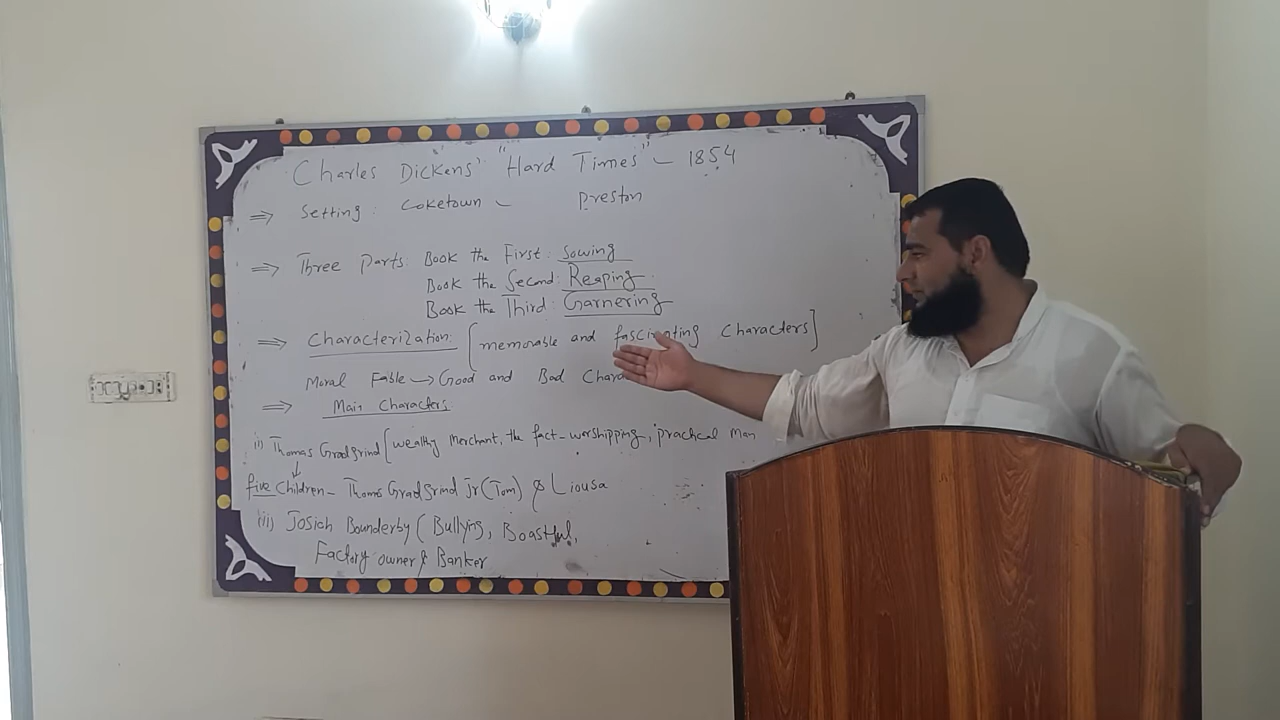 Charles Dickens' "Hard Times" – 1854
⇒ Setting: Coketown – Preston
⇒ Three Parts: Book the First: Sowing
Book the Second: Reaping
Book the Third: Garnering
⇒ Characterization: [memorable and fascinating Characters]
Moral Fable → Good and Bad
⇒ Main Characters:
Thomas Gradgrind [wealthy Merchant, the fact-worshipping, practical Man
five Children – Thomas Gradgrind Jr (Tom) & Liousa
(ii) Josiah Bounderby (Bullying, Boastful,
Factory owner & Banker